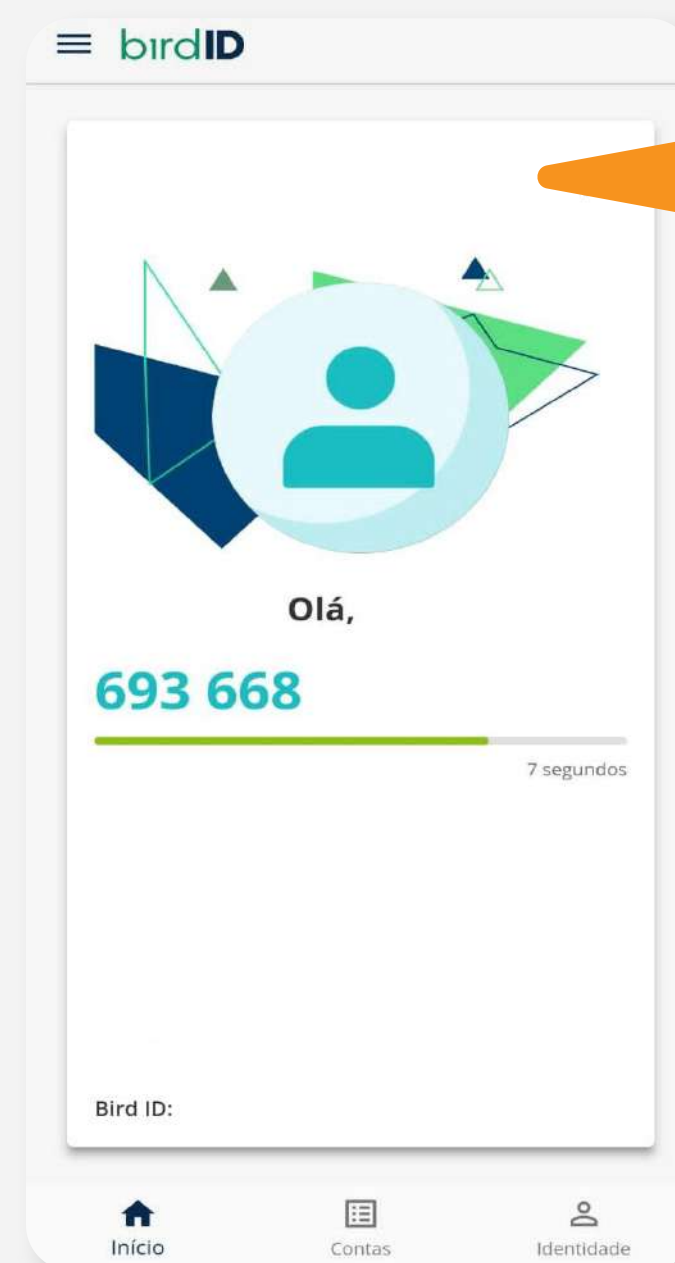 birdID
Olá,
693 668
7 segundos
Bird ID:
Início
Contas
Identidade